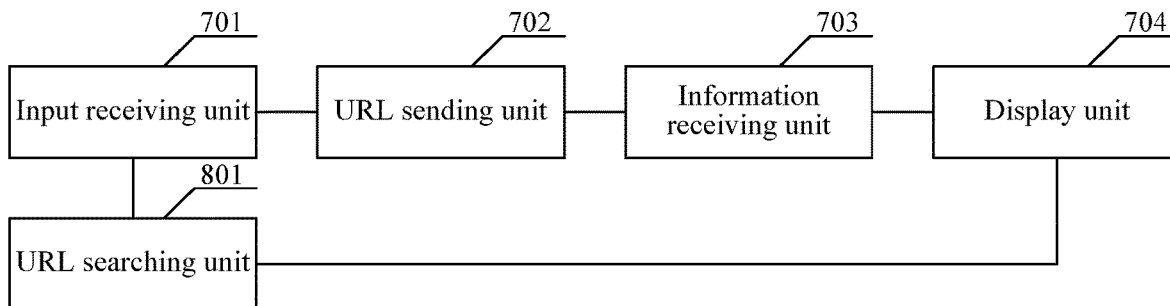 701
702
703
704
Input receiving unit
URL sending unit
Information
receiving unit
Display unit
801
URL searching unit